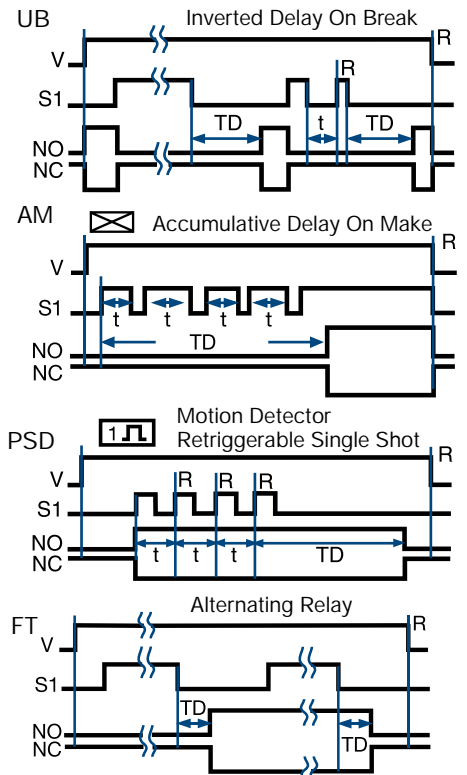 UB Inverted Delay On Break
R
V
R
S1
TD t TD
NO
NC
AM Accumulative Delay On Make
R
V
S1
t t t t
TD
NO
NC
PSD 1 Motion Detector
Retriggerable Single Shot
R
V
R R R
S1
NO
t t t TD
NC
FT Alternating Relay
R
V
S1
TD
NO
TD
NC